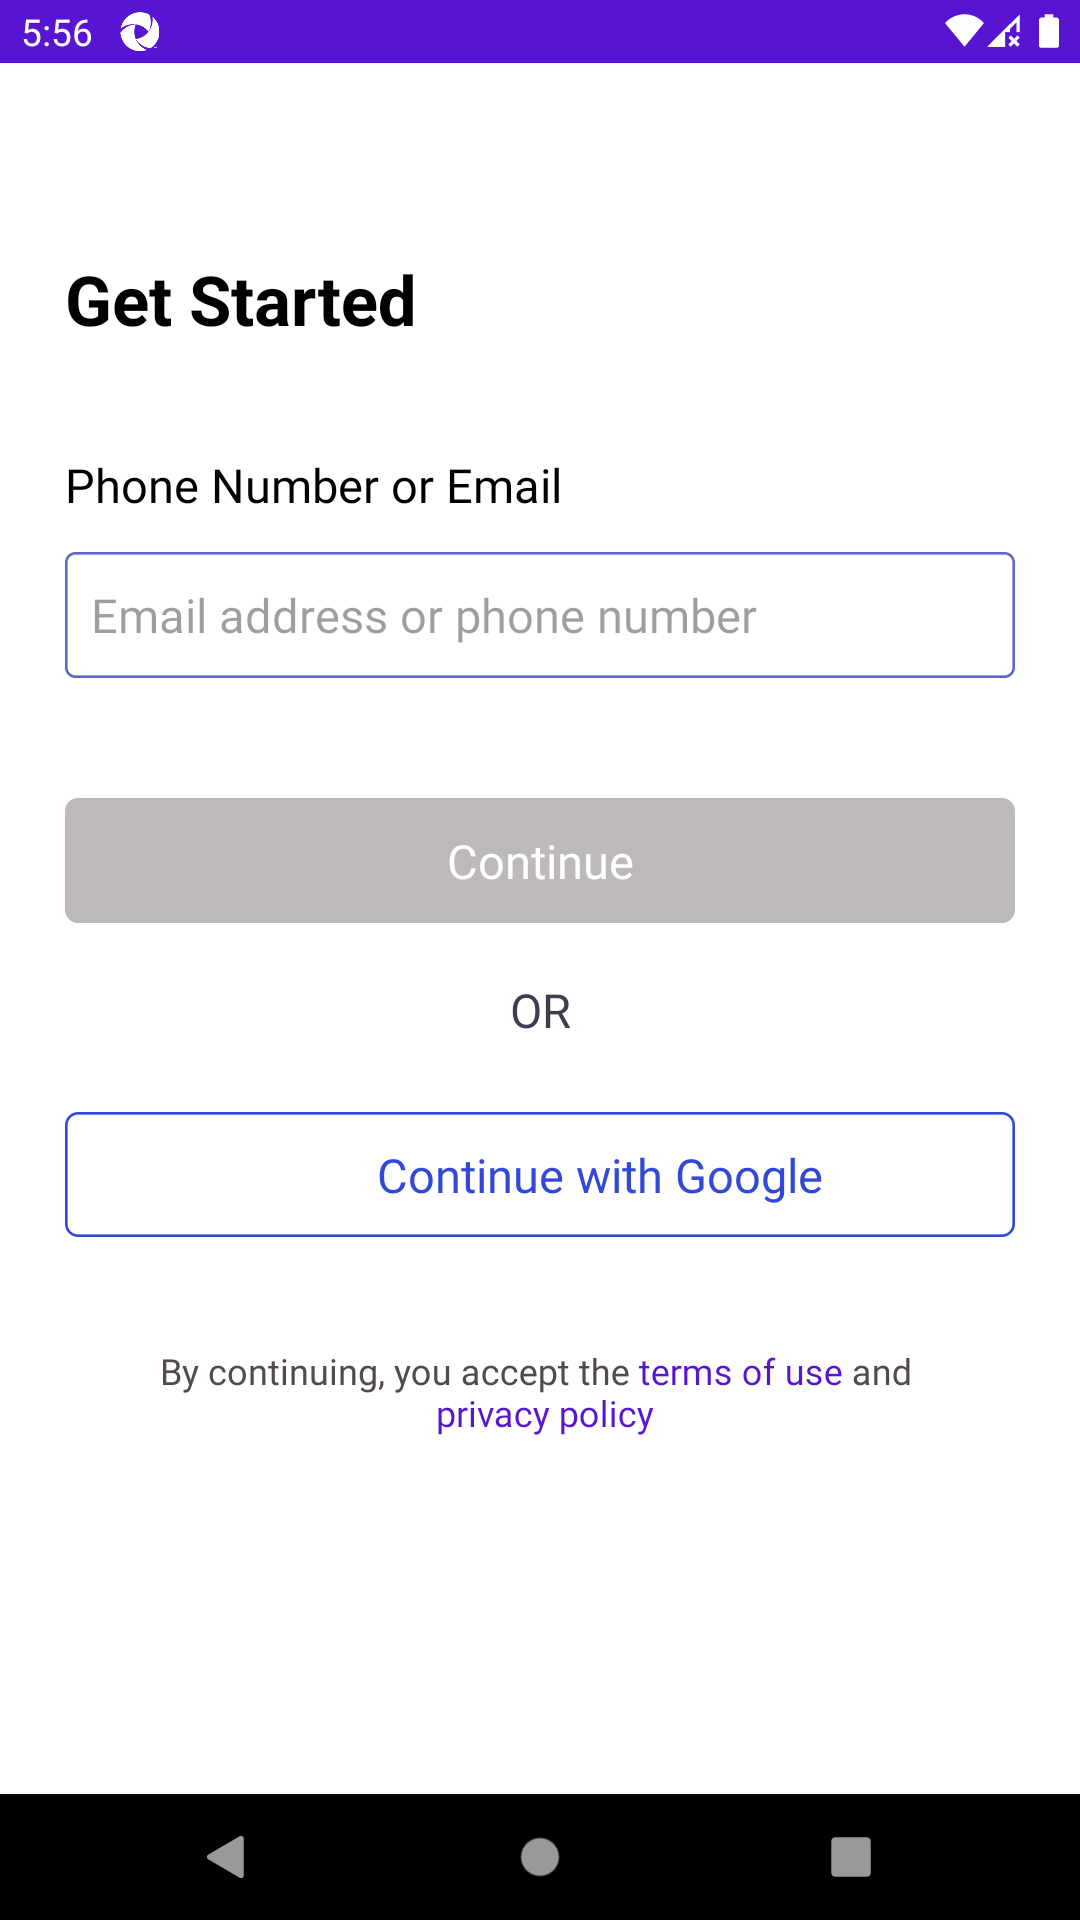 5:56
Get Started
Phone Number or Email
Email address or phone number
Continue
OR
Continue with Google
By continuing, you accept the terms of use and
privacy policy